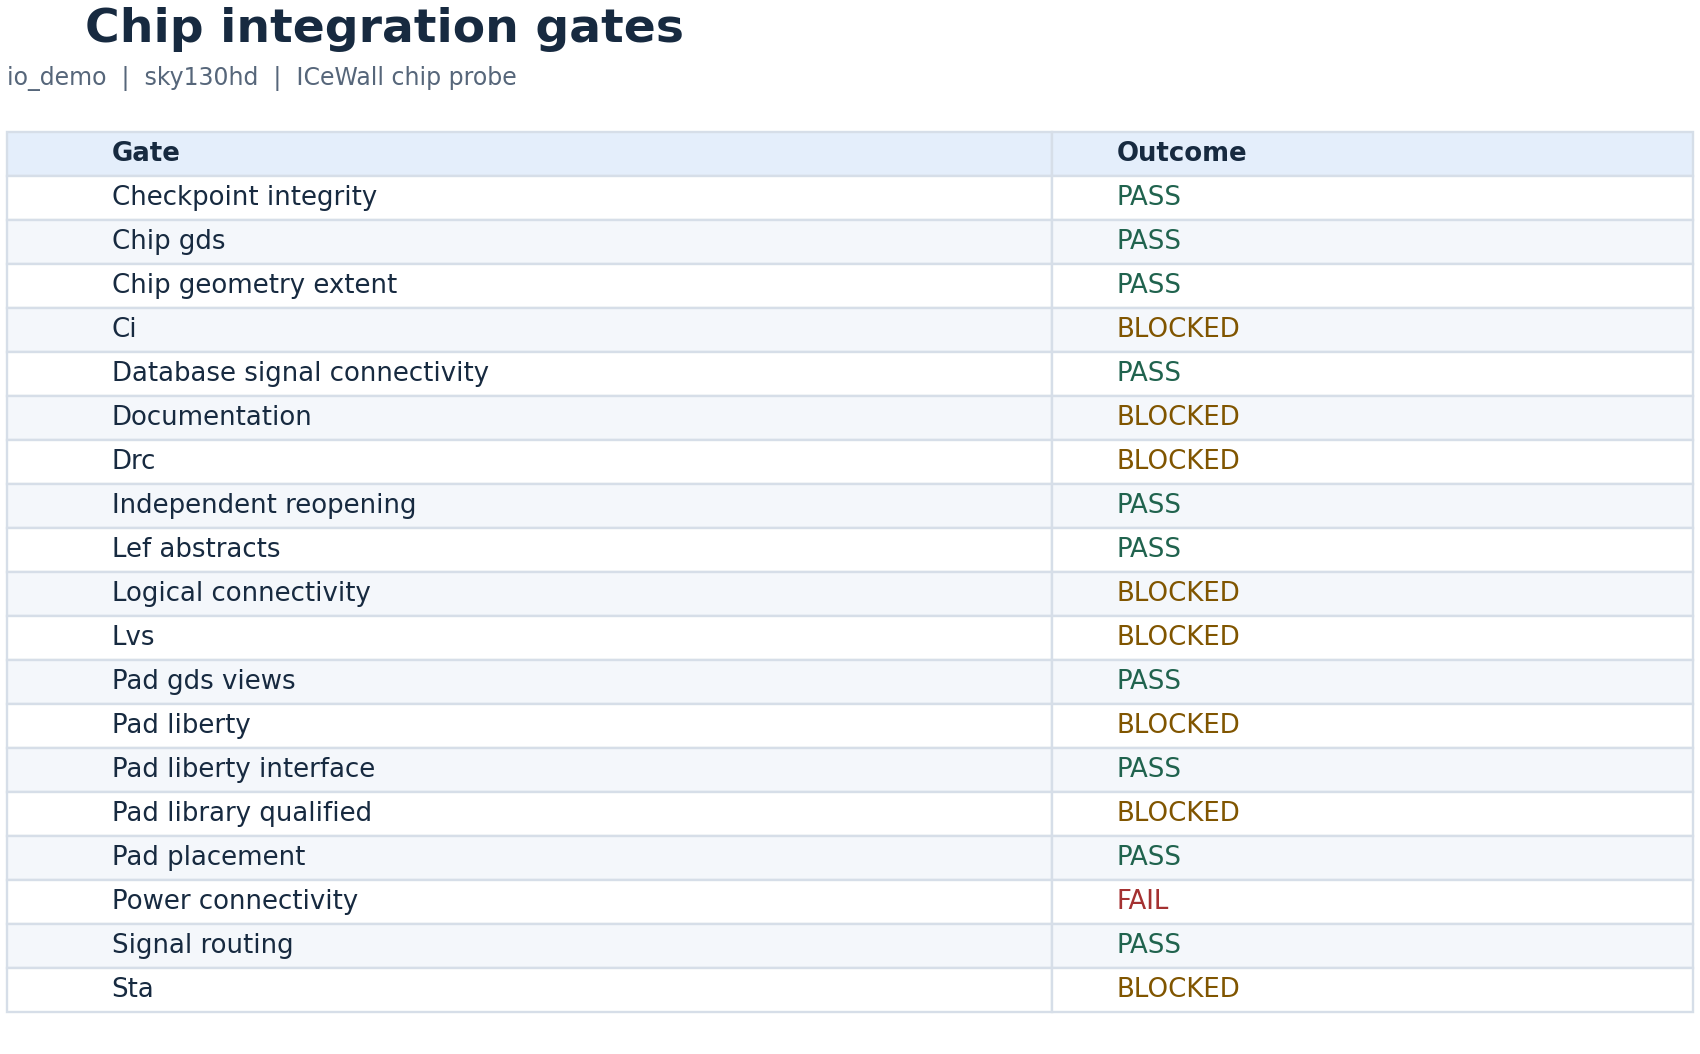 Chip integration gates
io_demo | sky130hd | ICeWall chip probe
Gate Outcome
Checkpoint integrity PASS
Chip gds PASS
Chip geometry extent PASS
Ci BLOCKED
Database signal connectivity PASS
Documentation BLOCKED
Drc BLOCKED
Independent reopening PASS
Lef abstracts PASS
Logical connectivity BLOCKED
Lvs BLOCKED
Pad gds views PASS
Pad liberty BLOCKED
Pad liberty interface PASS
Pad library qualified BLOCKED
Pad placement PASS
Power connectivity FAIL
Signal routing PASS
Sta BLOCKED